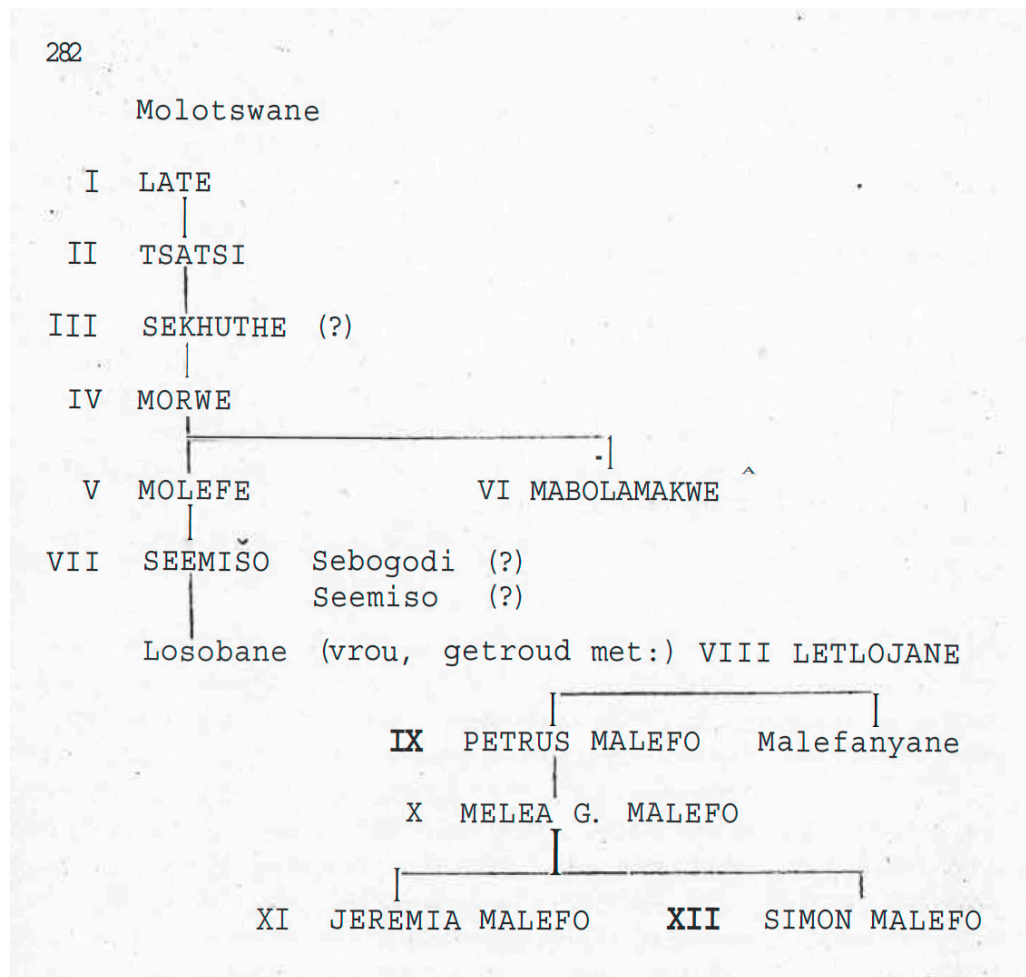 282
Molotswane
I LATE
II TSATSI
III SEKHUTHE (?)
IV MORWE
V MOLEFE VI MABOLAMAKWE
VII SEEMIŠO Sebogodi (?)
Seemiso (?)
Losobane (vrou, getroud met:) VIII LETLOJANE
IX PETRUS MALEFO Malefanyane
X MELEA G. MALEFO
XI JEREMIA MALEFO XII SIMON MALEFO